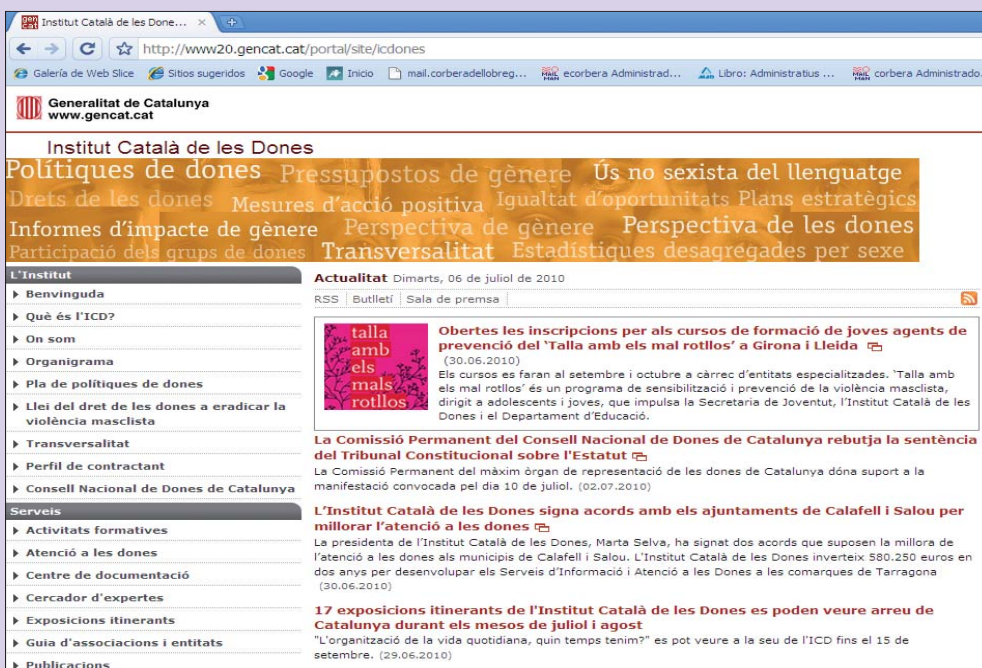 Institut Català de les Done... ×
http://www20.gencat.cat/portal/site/icdones
Galería de Web Slice Sitios sugeridos Google Inicio mail.corberadellobreg... ecorbera Administrad... Libro: Administratius ... corbera Administrado.
Generalitat de Catalunya
www.gencat.cat
Institut Català de les Dones
Polítiques de dones Pressupostos de gènere Ús no sexista del llenguatge
Drets de les dones Mesures d'acció positiva Igualtat d'oportunitats Plans estratègics
Informes d'impacte de gènere Perspectiva de gènere Perspectiva de les dones
Participació dels grups de dones Transversalitat Estadístiques desagregades per sexe
L'Institut
Benvinguda
Què és l'ICD?
On som
Organigrama
Pla de polítiques de dones
Llei del dret de les dones a eradicar la
violència masclista
Transversalitat
Perfil de contractant
Consell Nacional de Dones de Catalunya
Serveis
Activitats formatives
Atenció a les dones
Centre de documentació
Cercador d'expertes
Exposicions itinerants
Guia d'associacions i entitats
Publicacions
Actualitat Dimarts, 06 de juliol de 2010
RSS Butlletí Sala de premsa
talla
amb
els
mals
rotllos
Obertes les inscripcions per als cursos de formació de joves agents de
prevenció del 'Talla amb els mal rotllos' a Girona i Lleida
(30.06.2010)
Els cursos es faran al setembre i octubre a càrrec d'entitats especialitzades. 'Talla amb
els mal rotllos' és un programa de sensibilització i prevenció de la violència masclista,
dirigit a adolescents i joves, que impulsa la Secretaria de Joventut, l'Institut Català de les
Dones i el Departament d'Educació.
La Comissió Permanent del Consell Nacional de Dones de Catalunya rebutja la sentència
del Tribunal Constitucional sobre l'Estatut
La Comissió Permanent del màxim òrgan de representació de les dones de Catalunya dóna suport a la
manifestació convocada pel dia 10 de juliol. (02.07.2010)
L'Institut Català de les Dones signa acords amb els ajuntaments de Calafell i Salou per
millorar l'atenció a les dones
La presidenta de l'Institut Català de les Dones, Marta Selva, ha signat dos acords que suposen la millora de
l'atenció a les dones als municipis de Calafell i Salou. L'Institut Català de les Dones inverteix 580.250 euros en
dos anys per desenvolupar els Serveis d'Informació i Atenció a les Dones a les comarques de Tarragona
(30.06.2010)
17 exposicions itinerants de l'Institut Català de les Dones es poden veure arreu de
Catalunya durant els mesos de juliol i agost
"L'organització de la vida quotidiana, quin temps tenim?" es pot veure a la seu de l'ICD fins el 15 de
setembre. (29.06.2010)